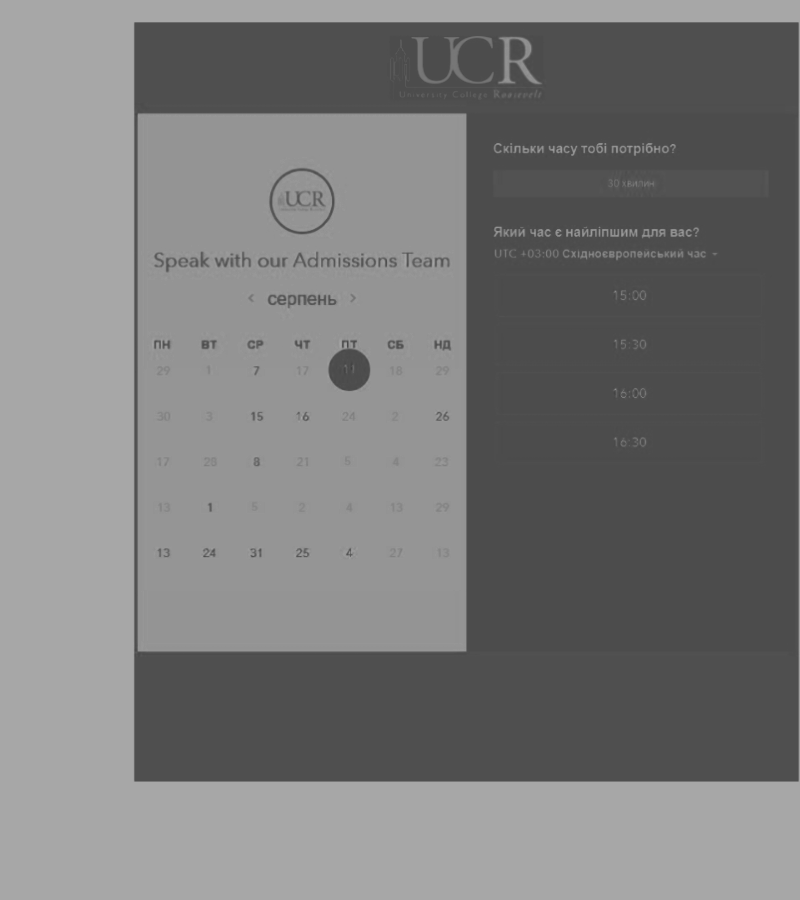 UCR
University College Roosevelt
UCR
Speak with our Admissions Team
< серпень >
ПН ВТ СР ЧТ ПТ СБ НД
29 1 7 17 11 18 29
30 3 15 16 24 2 26
17 28 8 21 5 4 23
13 1 6 2 4 13 29
13 24 31 25 4 27 13
Скільки часу тобі потрібно?
30 хвилин
Який час є найліпшим для вас?
UTC +03:00 Східноєвропейський час
15:00
15:30
16:00
16:30